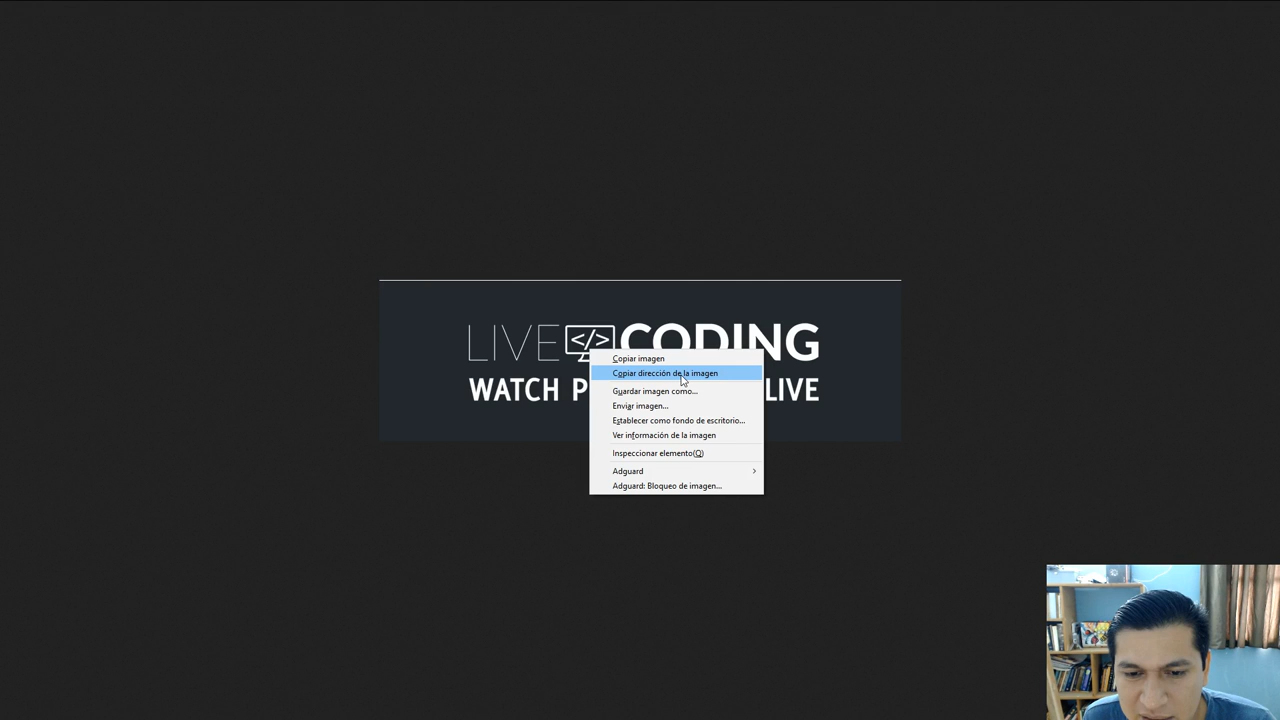 LIVE </> CODING
WATCH P LIVE
Copiar imagen
Copiar dirección de la imagen
Guardar imagen como...
Enviar imagen...
Establecer como fondo de escritorio...
Ver información de la imagen
Inspeccionar elemento(Q)
Adguard
Adguard: Bloqueo de imagen...